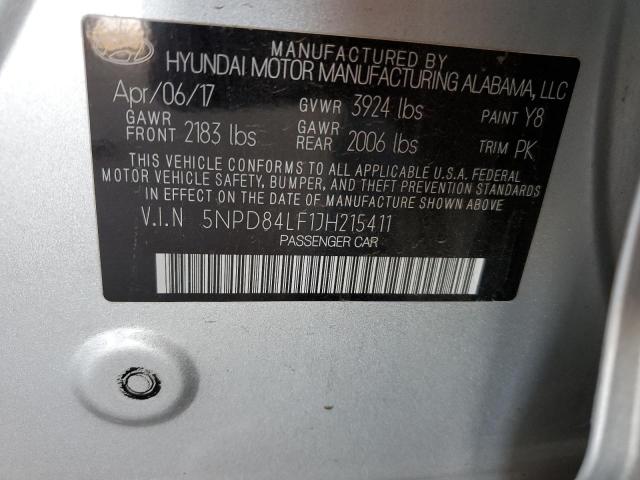 MANUFACTURED BY
HYUNDAI MOTOR MANUFACTURING ALABAMA, LLC
Apr/06/17 GVWR 3924 lbs PAINT Y8
GAWR FRONT 2183 lbs GAWR REAR 2006 lbs TRIM PK
THIS VEHICLE CONFORMS TO ALL APPLICABLE U.S.A. FEDERAL
MOTOR VEHICLE SAFETY, BUMPER, AND THEFT PREVENTION STANDARDS
IN EFFECT ON THE DATE OF MANUFACTURE SHOWN ABOVE.
V.I.N 5NPD84LF1JH215411
PASSENGER CAR